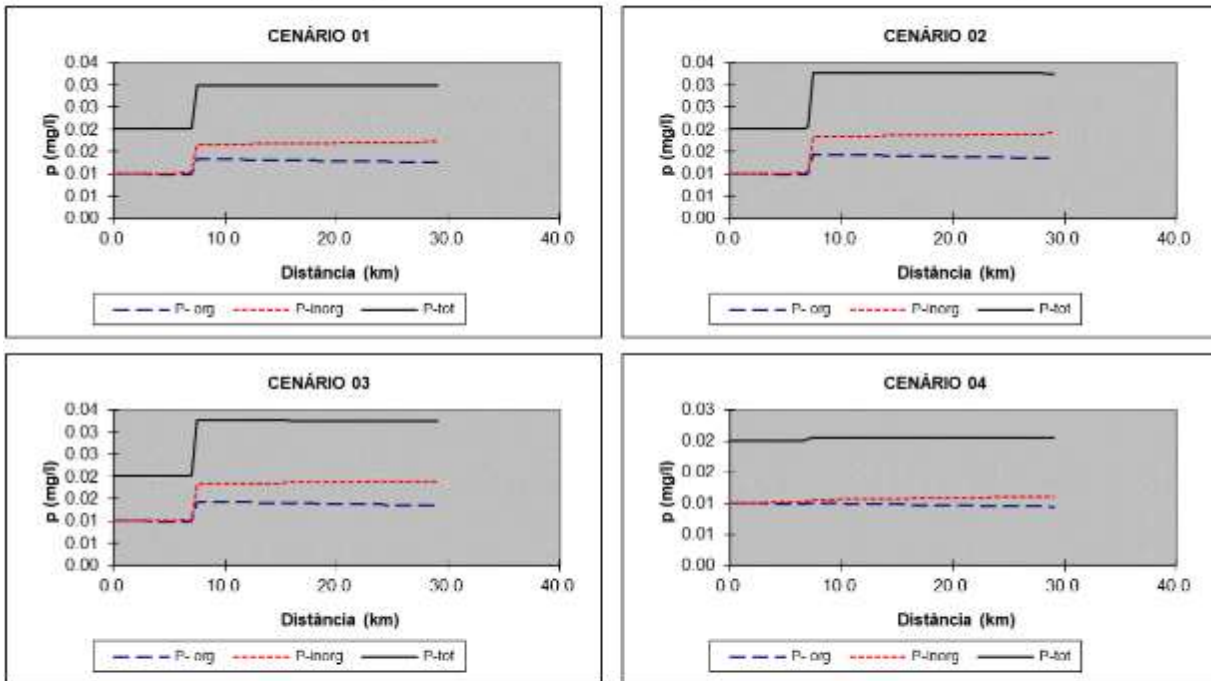 CENÁRIO 01
0.04
0.03
0.03
0.02
0.02
0.01
0.01
0.00
p (mg/l)
0.0 10.0 20.0 30.0 40.0
Distância (km)
P- org P-inorg P-tot
CENÁRIO 02
0.04
0.03
0.03
0.02
0.02
0.01
0.01
0.00
p (mg/l)
0.0 10.0 20.0 30.0 40.0
Distância (km)
P- org P-inorg P-tot
CENÁRIO 03
0.04
0.03
0.03
0.02
0.02
0.01
0.01
0.00
p (mg/l)
0.0 10.0 20.0 30.0 40.0
Distância (km)
P- org P-inorg P-tot
CENÁRIO 04
0.03
0.02
0.02
0.01
0.01
0.00
p (mg/l)
0.0 10.0 20.0 30.0 40.0
Distância (km)
P- org P-inorg P-tot